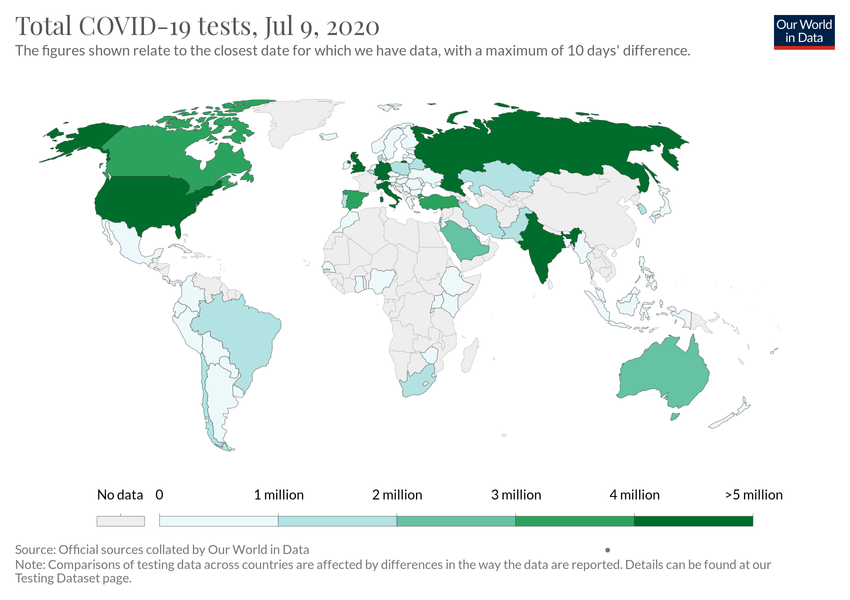 Total COVID-19 tests, Jul 9, 2020
The figures shown relate to the closest date for which we have data, with a maximum of 10 days' difference.
Our World
in Data
No data
0
1 million
2 million
3 million
4 million
>5 million
Source: Official sources collated by Our World in Data
Note: Comparisons of testing data across countries are affected by differences in the way the data are reported. Details can be found at our
Testing Dataset page.